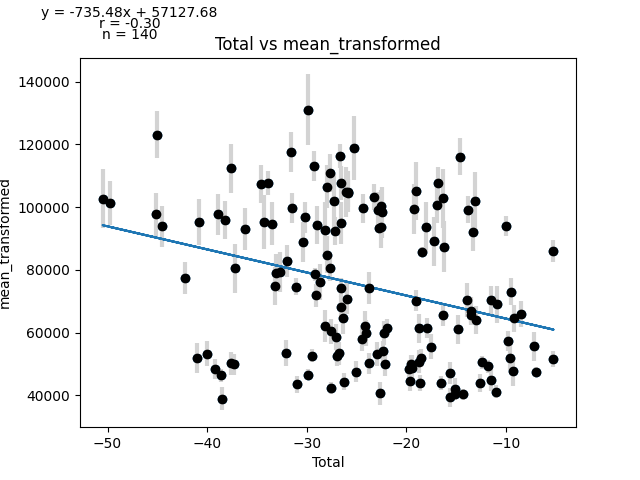 y = -735.48x + 57127.68
r = -0.30
n = 140
Total vs mean_transformed
140000
120000
100000
80000
60000
40000
mean_transformed
−50
−40
−30
−20
−10
Total